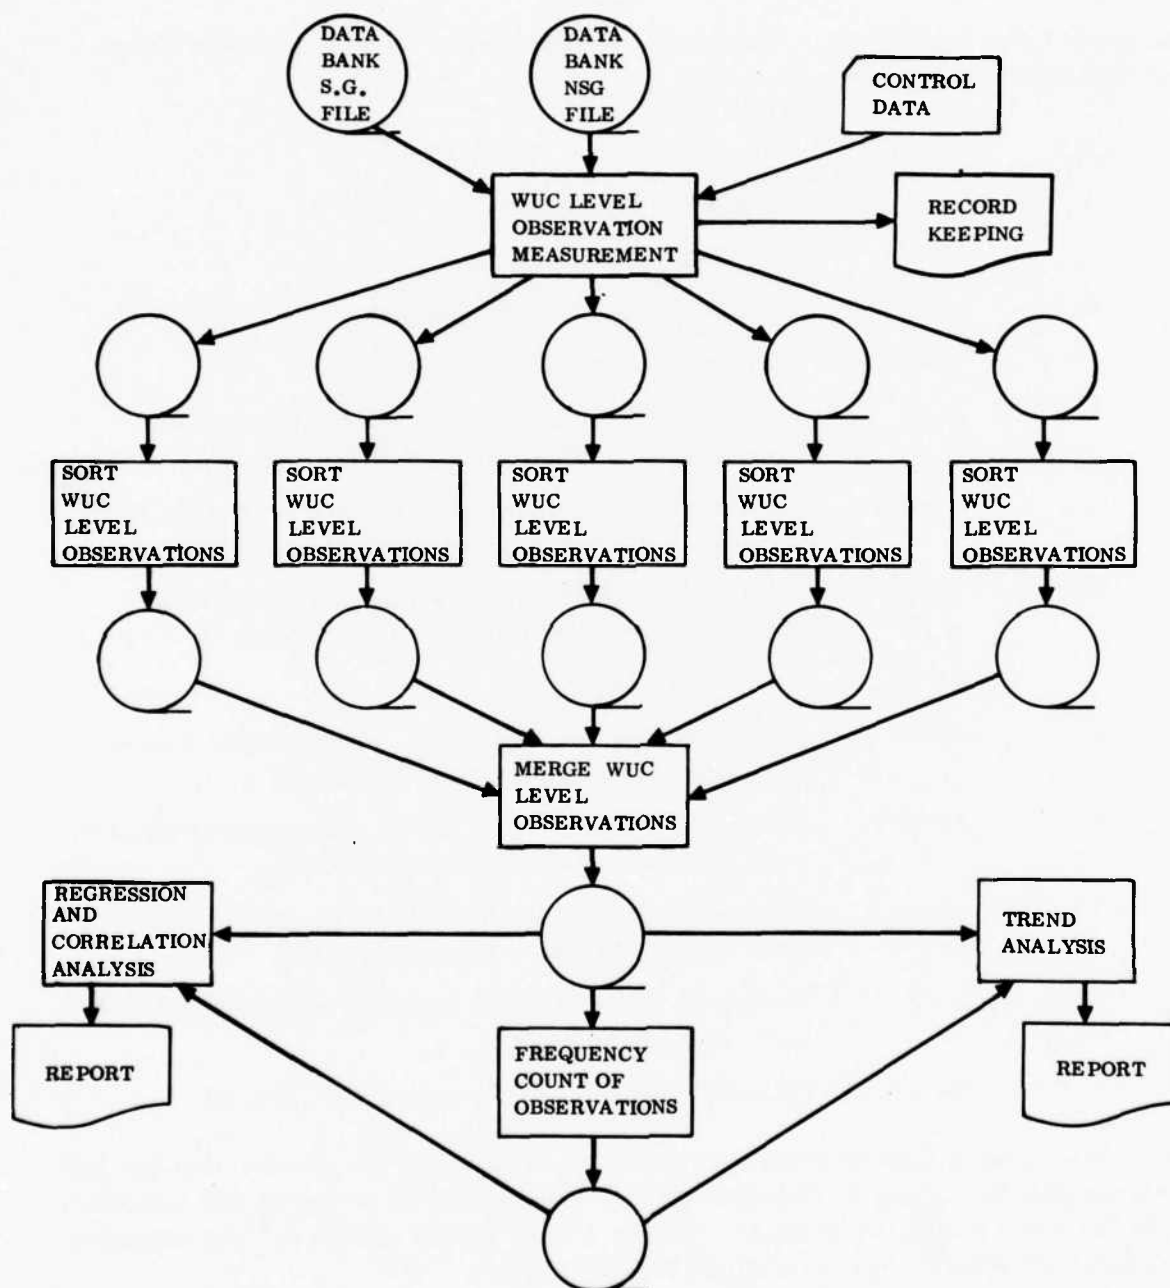 DATA
BANK
S.G.
FILE
DATA
BANK
NSG
FILE
CONTROL
DATA
WUC LEVEL
OBSERVATION
MEASUREMENT
RECORD
KEEPING
SORT
WUC
LEVEL
OBSERVATIONS
SORT
WUC
LEVEL
OBSERVATIONS
SORT
WUC
LEVEL
OBSERVATIONS
SORT
WUC
LEVEL
OBSERVATIONS
SORT
WUC
LEVEL
OBSERVATIONS
MERGE WUC
LEVEL
OBSERVATIONS
REGRESSION
AND
CORRELATION
ANALYSIS
TREND
ANALYSIS
REPORT
FREQUENCY
COUNT OF
OBSERVATIONS
REPORT